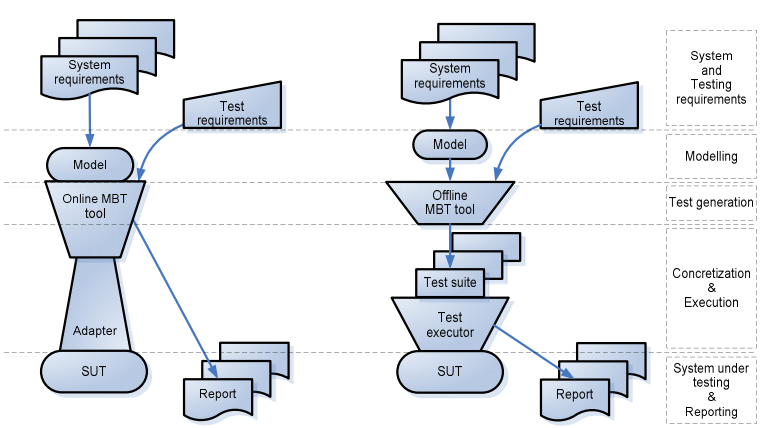 System
requirements
Test
requirements
Model
Online MBT
tool
Adapter
SUT
Report
System
requirements
Test
requirements
Model
Offline
MBT tool
Test suite
Test
executor
SUT
Report
System
and
Testing
requirements
Modelling
Test generation
Concretization
&
Execution
System under
testing
&
Reporting